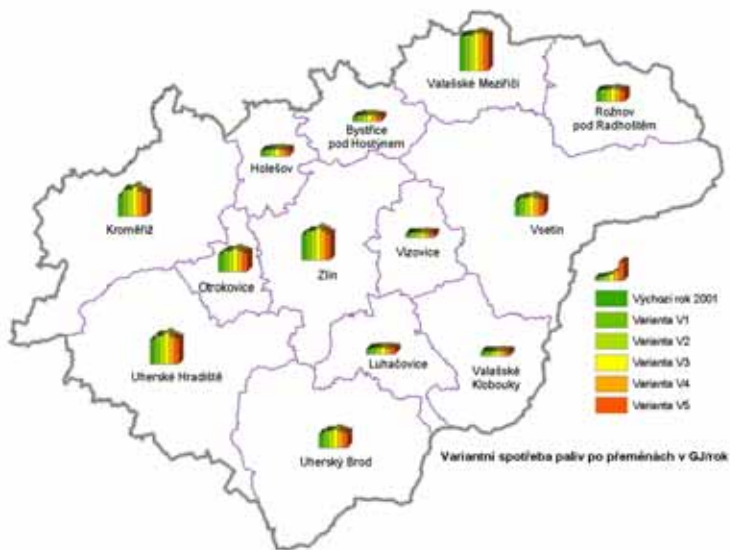 Valašské Meziříčí
Rožnov
pod Radhoštěm
Bystřice
pod Hostýnem
Holešov
Kroměříž
Vsetín
Vizovice
Zlín
Otrokovice
Výchozí rok 2001
Varianta V1
Varianta V2
Varianta V3
Varianta V4
Varianta V5
Luhačovice
Valašské
Klobouky
Uherské Hradiště
Uherský Brod
Variantní spotřeba paliv po přeměnách v GJ/rok